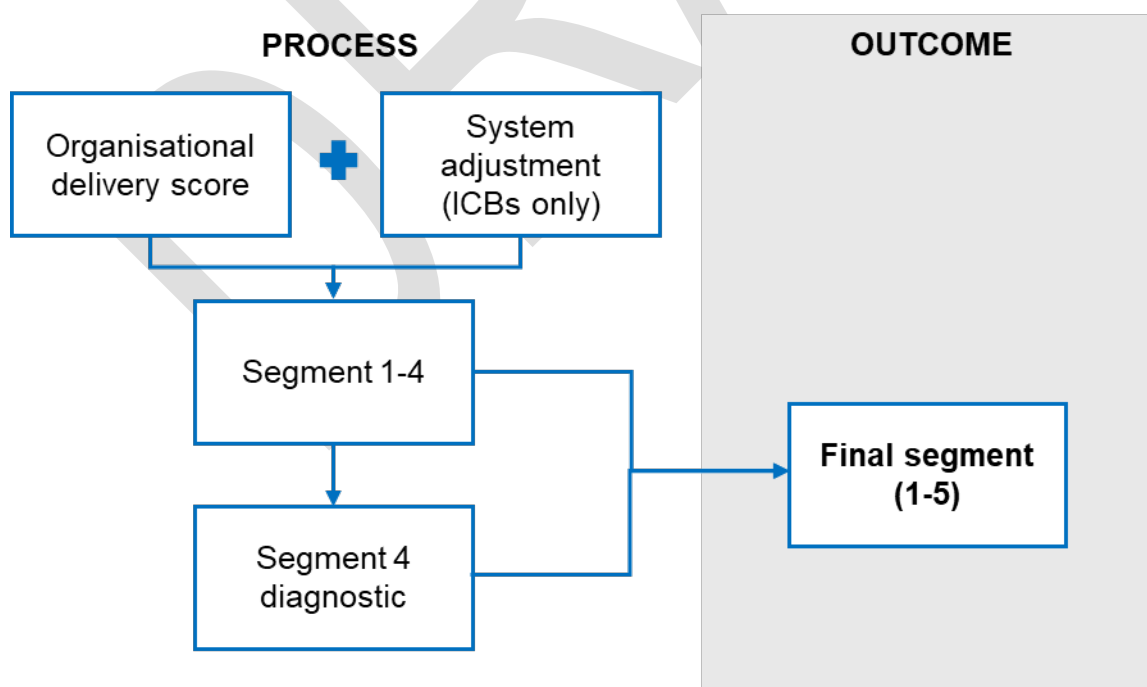 PROCESS
OUTCOME
Organisational
delivery score
System
adjustment
(ICBs only)
Segment 1-4
Segment 4
diagnostic
Final segment
(1-5)